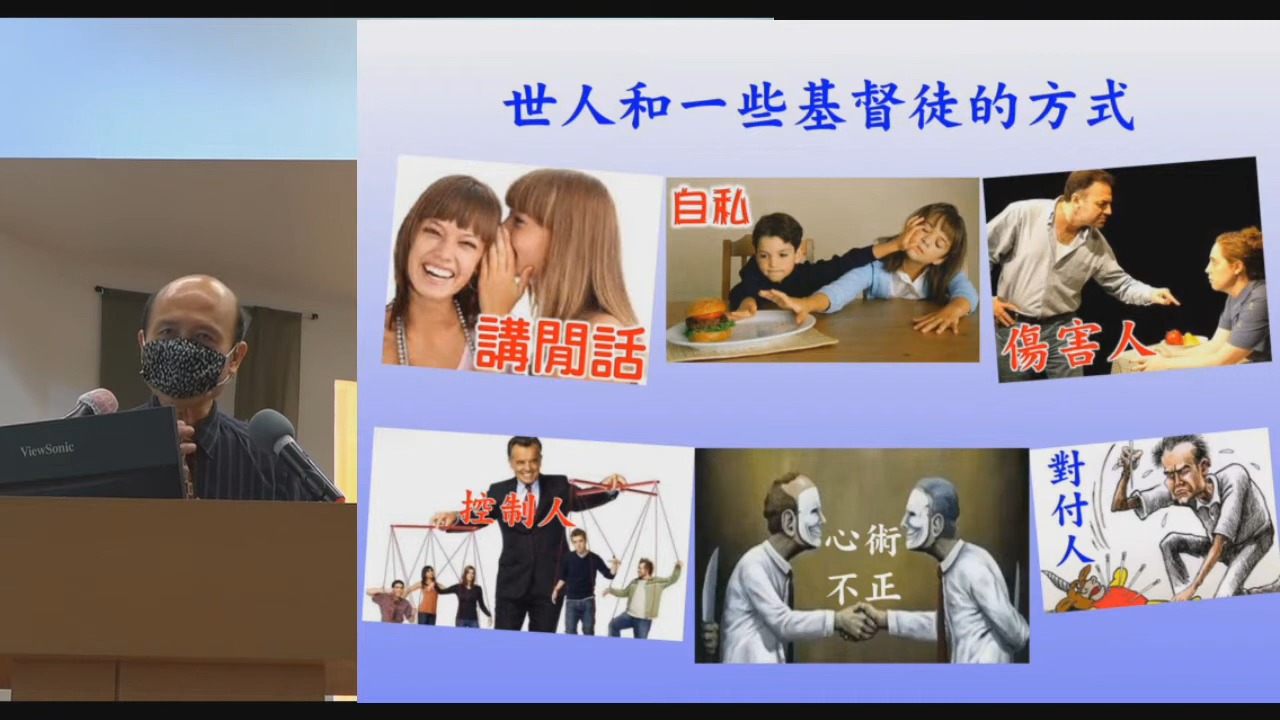 世人和一些基督徒的方式
講閒話
自私
傷害人
控制人
心術
不正
對付人
ViewSonic